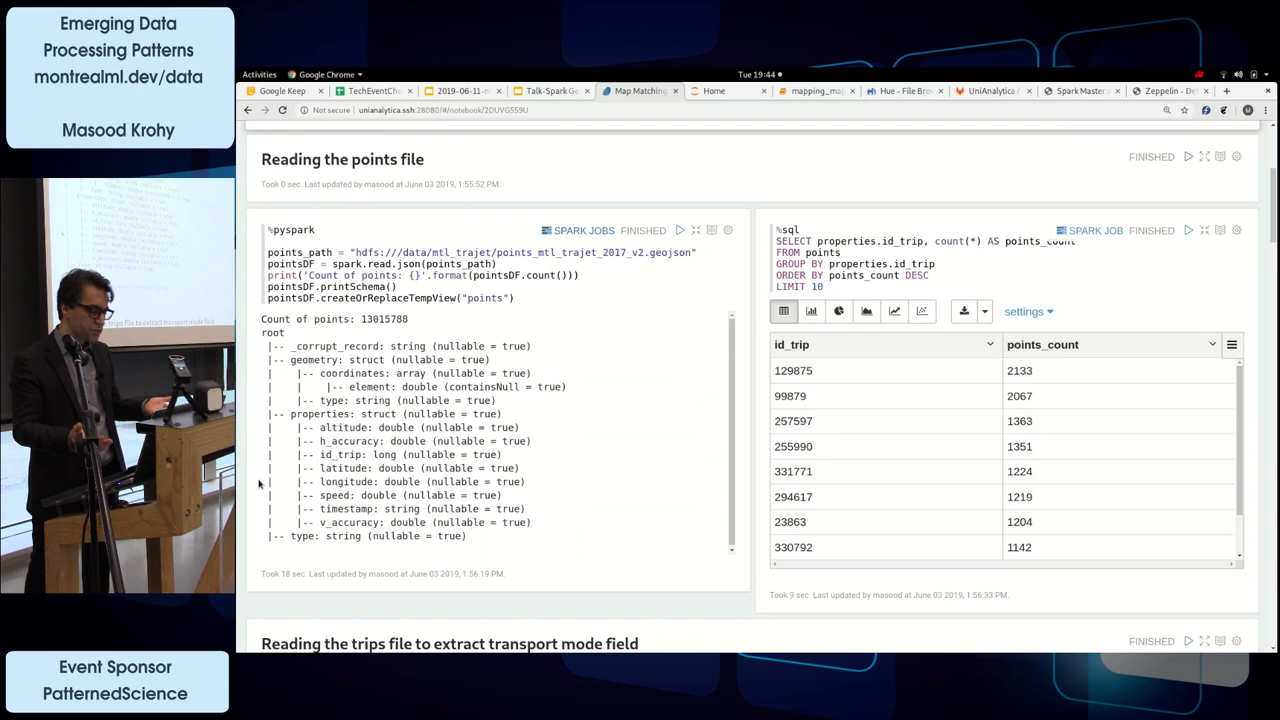 Emerging Data
Processing Patterns
montrealml.dev/data
Masood Krohy
Activities
Google Chrome ▾
Tue 19:44
Google Keep
TechEventChe
2019-06-11-m
Talk-Spark Ge
Map Matching
Home
mapping_map
Hue - File Brow
UniAnalytica /
Spark Master a
Zeppelin - Def
Not secure | unianalytica.ssh:28080/#/notebook/2DUVG559U
Reading the points file
FINISHED
Took 0 sec. Last updated by masood at June 03 2019, 1:55:52 PM.
%pyspark
SPARK JOBS FINISHED
points_path = "hdfs:///data/mtl_trajet/points_mtl_trajet_2017_v2.geojson"
pointsDF = spark.read.json(points_path)
print('Count of points: {}'.format(pointsDF.count()))
pointsDF.printSchema()
pointsDF.createOrReplaceTempView("points")
Count of points: 13015788
root
|-- _corrupt_record: string (nullable = true)
|-- geometry: struct (nullable = true)
| |-- coordinates: array (nullable = true)
| | |-- element: double (containsNull = true)
| |-- type: string (nullable = true)
|-- properties: struct (nullable = true)
| |-- altitude: double (nullable = true)
| |-- h_accuracy: double (nullable = true)
| |-- id_trip: long (nullable = true)
| |-- latitude: double (nullable = true)
| |-- longitude: double (nullable = true)
| |-- speed: double (nullable = true)
| |-- timestamp: string (nullable = true)
| |-- v_accuracy: double (nullable = true)
|-- type: string (nullable = true)
Took 18 sec. Last updated by masood at June 03 2019, 1:56:19 PM.
%sql
SPARK JOB FINISHED
SELECT properties.id_trip, count(*) AS points_count
FROM points
GROUP BY properties.id_trip
ORDER BY points_count DESC
LIMIT 10
settings ▾
id_trip points_count
129875 2133
99879 2067
257597 1363
255990 1351
331771 1224
294617 1219
23863 1204
330792 1142
Took 9 sec. Last updated by masood at June 03 2019, 1:56:33 PM.
Reading the trips file to extract transport mode field
FINISHED
Event Sponsor
PatternedScience